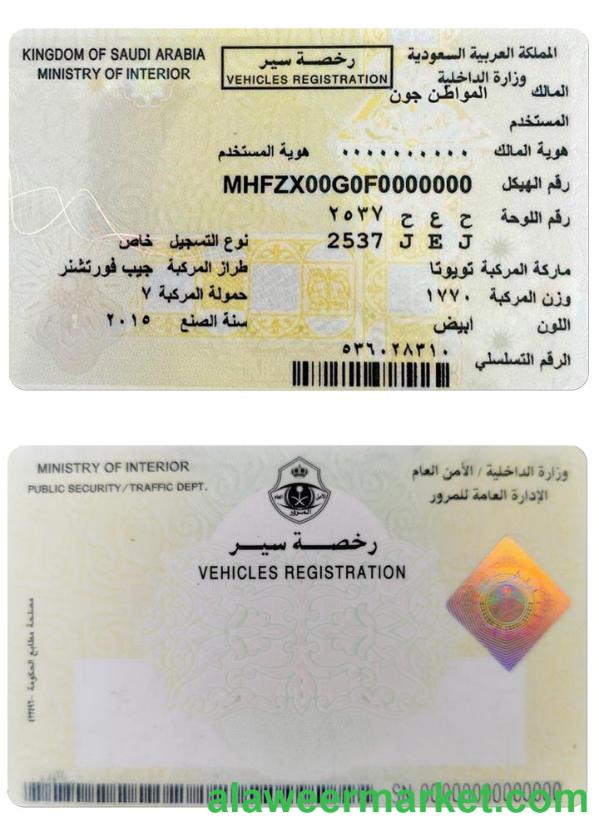 KINGDOM OF SAUDI ARABIA
MINISTRY OF INTERIOR
رخصة سير
VEHICLES REGISTRATION
المملكة العربية السعودية
وزارة الداخلية
المالك المواطن جون
المستخدم
هوية المالك ٠٠٠٠٠٠٠٠٠٠ هوية المستخدم
رقم الهيكل MHFZX00G0F0000000
رقم اللوحة ح ع ح ٢٥٣٧
2537 J E J نوع التسجيل خاص
ماركة المركبة تويوتا طراز المركبة جيب فورتشنر
وزن المركبة ١٧٧٠ حمولة المركبة ٧
اللون ابيض سنة الصنع ٢٠١٥
الرقم التسلسلي ٥٣٦٠٢٨٣١٠
MINISTRY OF INTERIOR
PUBLIC SECURITY/TRAFFIC DEPT.
وزارة الداخلية / الأمن العام
الإدارة العامة للمرور
الأمن العام
المرور
رخصة سير
VEHICLES REGISTRATION
مصلحة مطابع الحكومة
alaweermarket.com